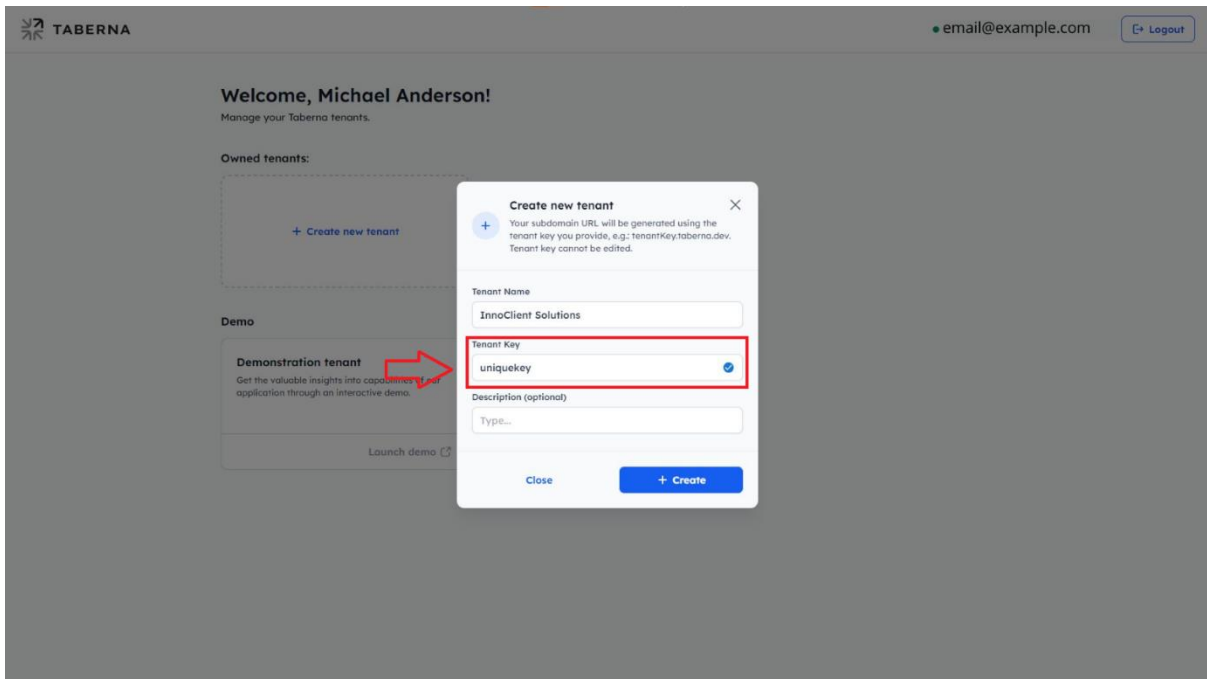 TABERNA
email@example.com
Logout
Welcome, Michael Anderson!
Manage your Taberna tenants.
Owned tenants:
+ Create new tenant
Demo
Demonstration tenant
Get the valuable insights into capabilities of our
application through an interactive demo.
Launch demo
Create new tenant
Your subdomain URL will be generated using the
tenant key you provide, e.g.: tenantKey.taberna.dev.
Tenant key cannot be edited.
Tenant Name
InnoClient Solutions
Tenant Key
uniquekey
Description (optional)
Type...
Close
+ Create